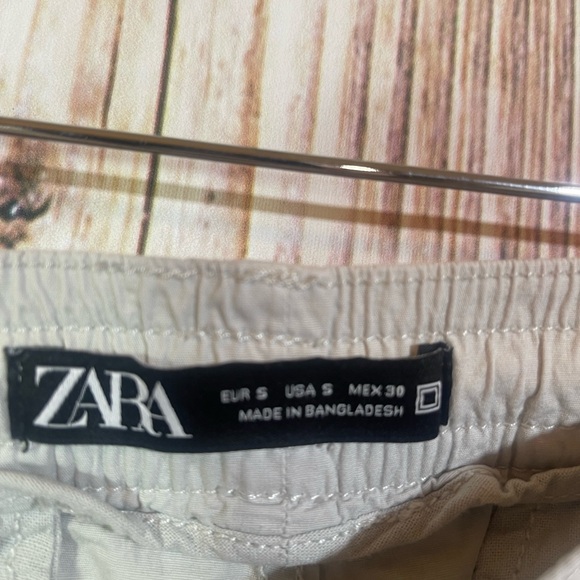 ZARA
EUR S USA S MEX 30
MADE IN BANGLADESH